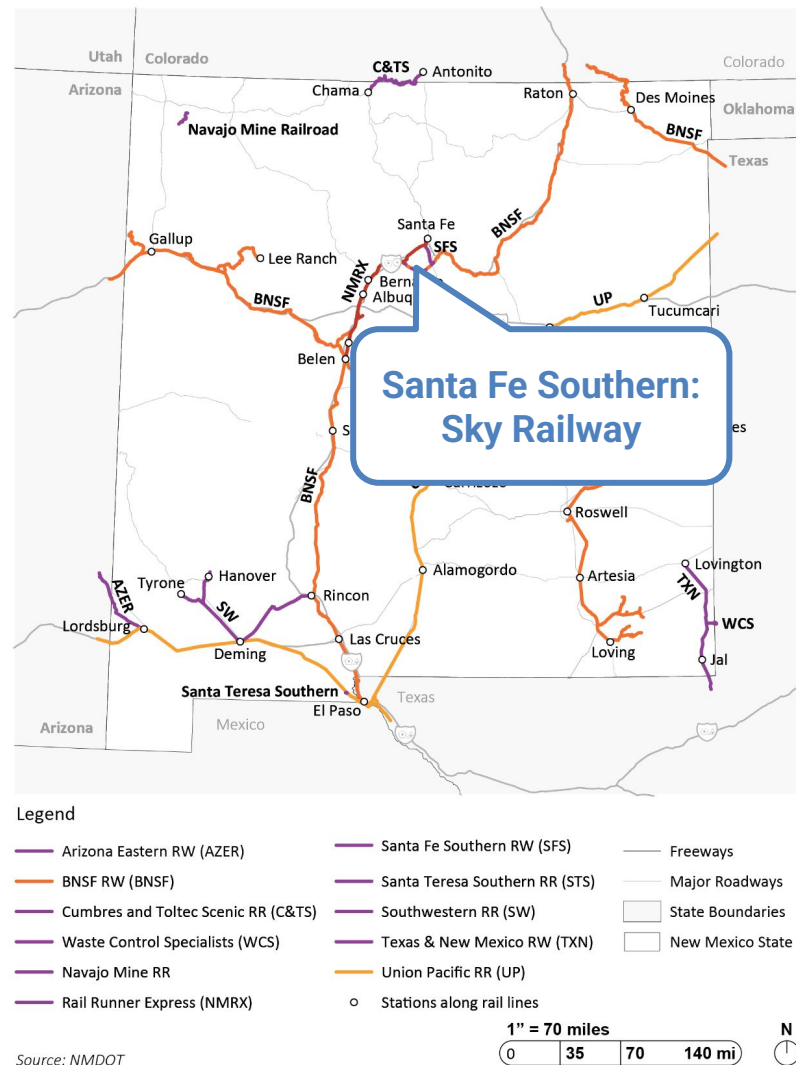 Utah
Colorado
C&TS
Antonito
Colorado
Arizona
Chama
Raton
Des Moines
Oklahoma
Navajo Mine Railroad
BNSF
Texas
Santa Fe
Gallup
SFS
BNSF
Lee Ranch
NMRX
Berna
UP
BNSF
Albuq
Tucumcari
Belen
Santa Fe Southern:
Sky Railway
S
es
BNSF
Roswell
Hanover
Alamogordo
Artesia
Lovington
Tyrone
AZER
SW
Rincon
TXN
Lordsburg
WCS
Deming
Las Cruces
Loving
Jal
Santa Teresa Southern
Texas
El Paso
Arizona
Mexico
Legend
Arizona Eastern RW (AZER)
BNSF RW (BNSF)
Cumbres and Toltec Scenic RR (C&TS)
Waste Control Specialists (WCS)
Navajo Mine RR
Rail Runner Express (NMRX)
Santa Fe Southern RW (SFS)
Santa Teresa Southern RR (STS)
Southwestern RR (SW)
Texas & New Mexico RW (TXN)
Union Pacific RR (UP)
Stations along rail lines
Freeways
Major Roadways
State Boundaries
New Mexico State
1” = 70 miles
0 35 70 140 mi
N
Source: NMDOT